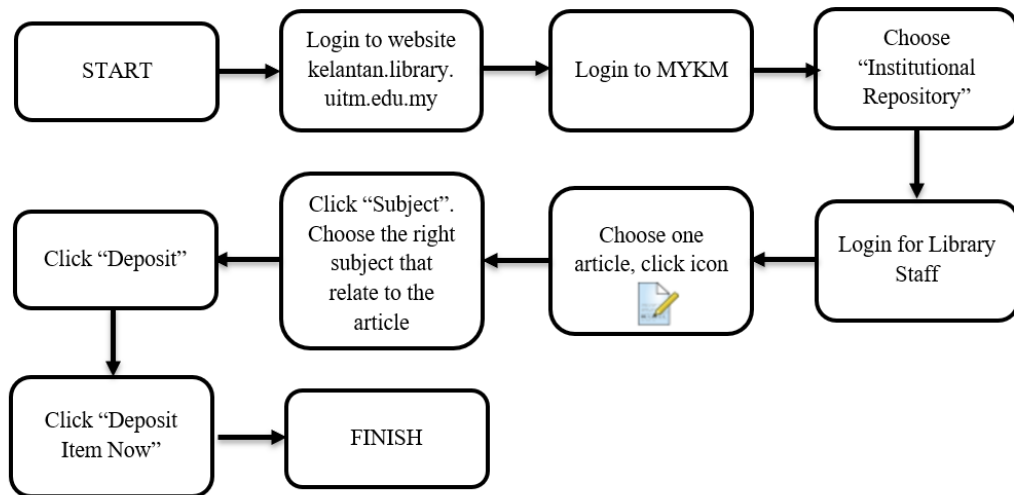 START
Login to website
kelantan.library.
uitm.edu.my
Login to MYKM
Choose
“Institutional
Repository”
Login for Library
Staff
Choose one
article, click icon
Click “Subject”.
Choose the right
subject that
relate to the
article
Click “Deposit”
Click “Deposit
Item Now”
FINISH